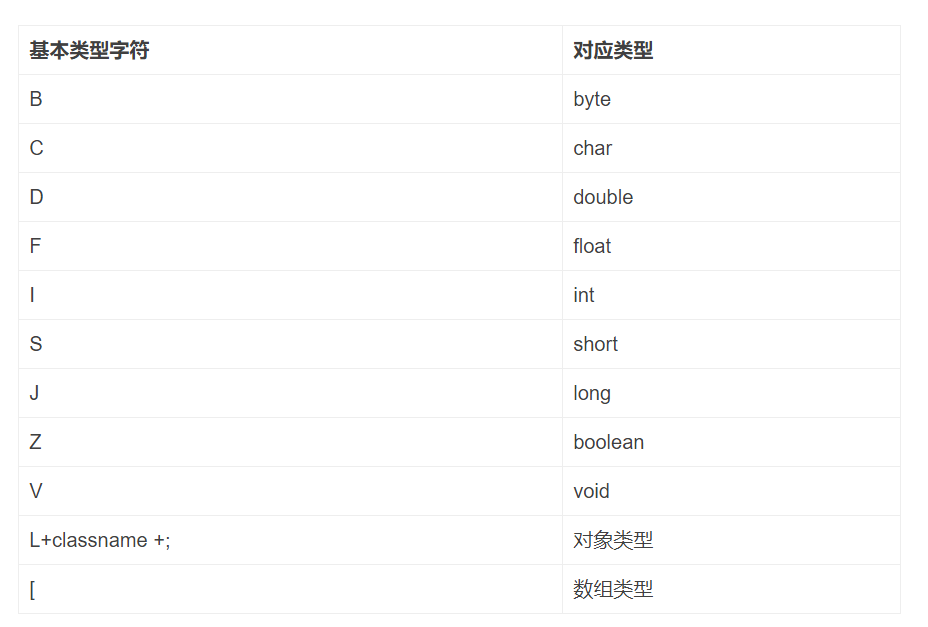 基本类型字符 对应类型
B byte
C char
D double
F float
I int
S short
J long
Z boolean
V void
L+classname +; 对象类型
[ 数组类型